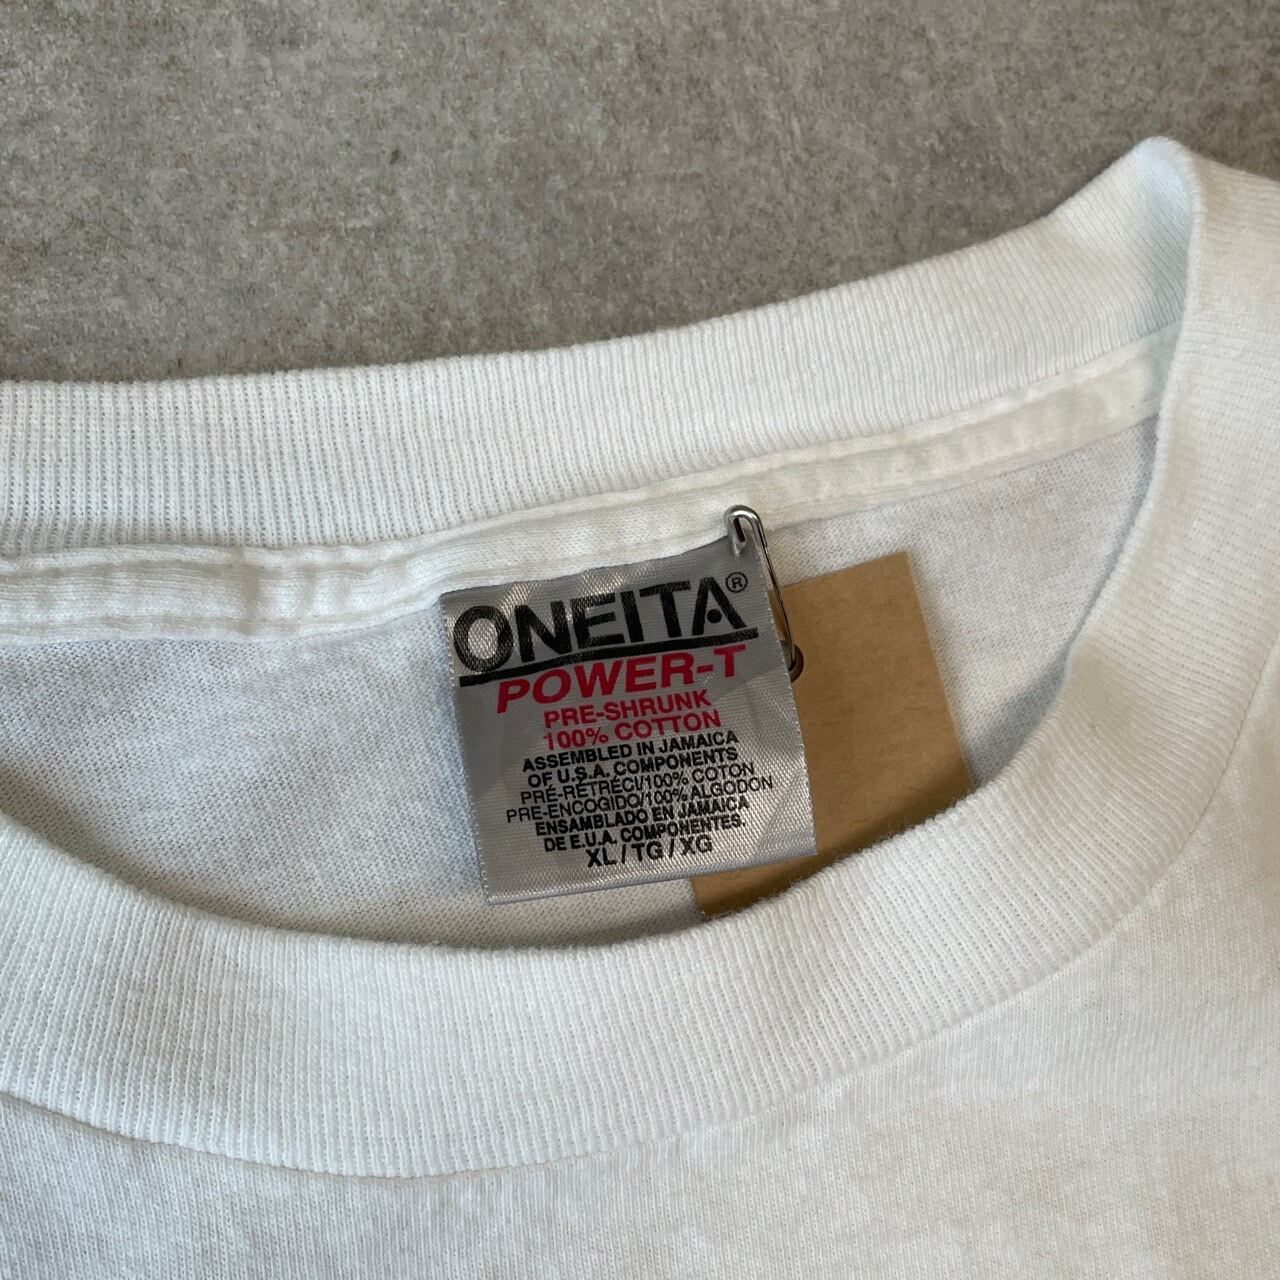 ONEITA®
POWER-T
PRE-SHRUNK
100% COTTON
ASSEMBLED IN JAMAICA
OF U.S.A. COMPONENTS
PRÉ-RÉTRÉCI/100% COTON
PRE-ENCOGIDO/100% ALGODON
ENSAMBLADO EN JAMAICA
DE E.U.A. COMPONENTES.
XL / TG / XG